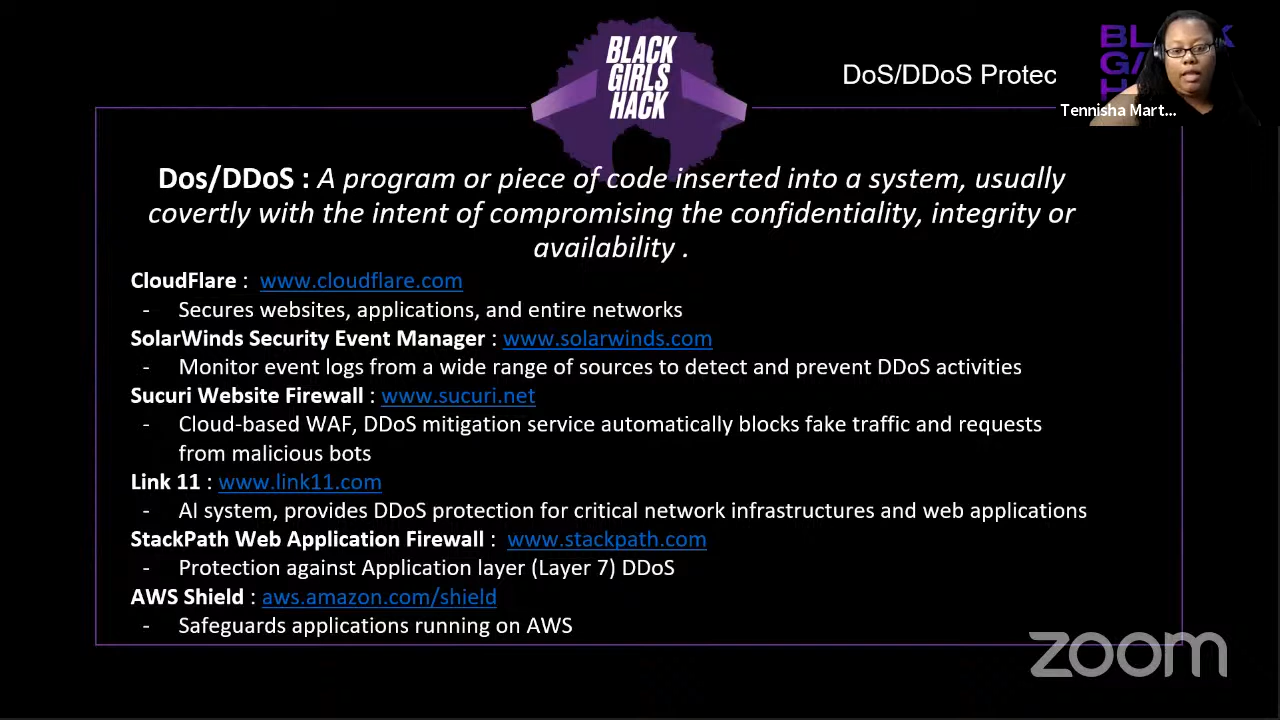 BLACK
GIRLS
HACK
DoS/DDoS Protec
BL K
G
H
Tennisha Mart...
Dos/DDoS : A program or piece of code inserted into a system, usually
covertly with the intent of compromising the confidentiality, integrity or
availability .
CloudFlare : www.cloudflare.com
- Secures websites, applications, and entire networks
SolarWinds Security Event Manager : www.solarwinds.com
- Monitor event logs from a wide range of sources to detect and prevent DDoS activities
Sucuri Website Firewall : www.sucuri.net
- Cloud-based WAF, DDoS mitigation service automatically blocks fake traffic and requests
from malicious bots
Link 11 : www.link11.com
- AI system, provides DDoS protection for critical network infrastructures and web applications
StackPath Web Application Firewall : www.stackpath.com
- Protection against Application layer (Layer 7) DDoS
AWS Shield : aws.amazon.com/shield
- Safeguards applications running on AWS
zoom